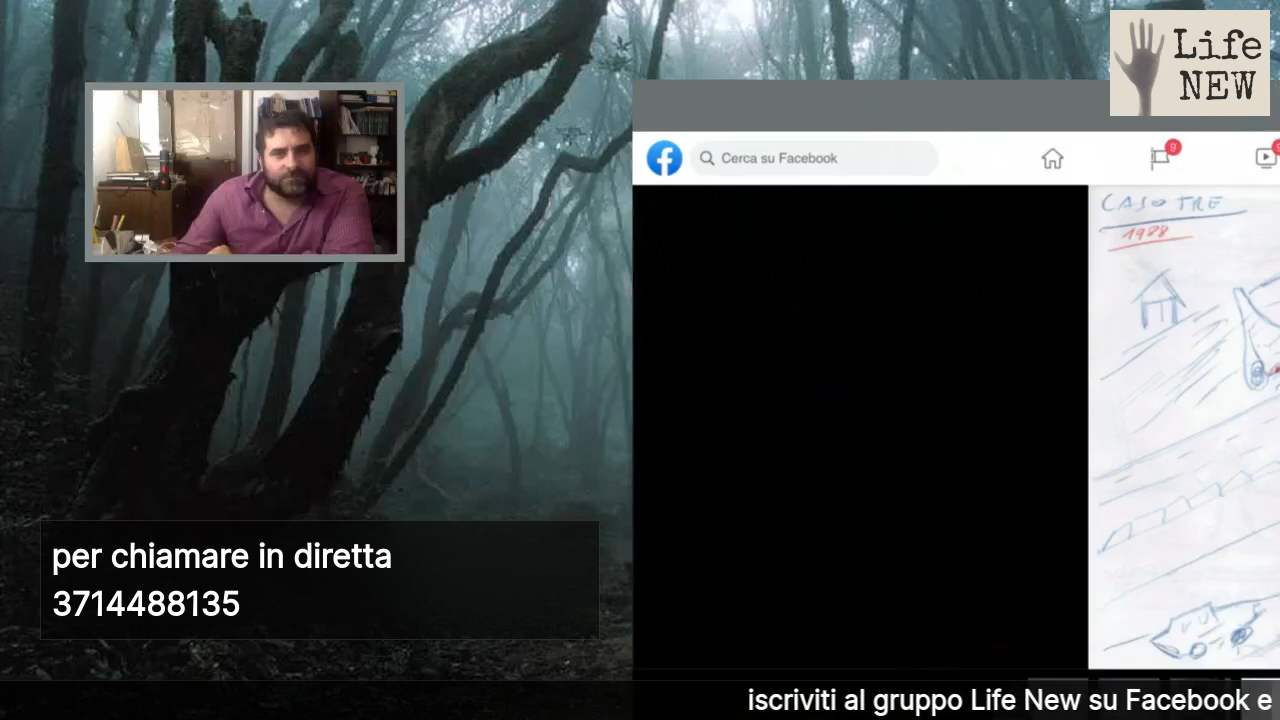 Life
NEW
Cerca su Facebook
9
CASO TRE
1988
per chiamare in diretta
3714488135
iscriviti al gruppo Life New su Facebook e